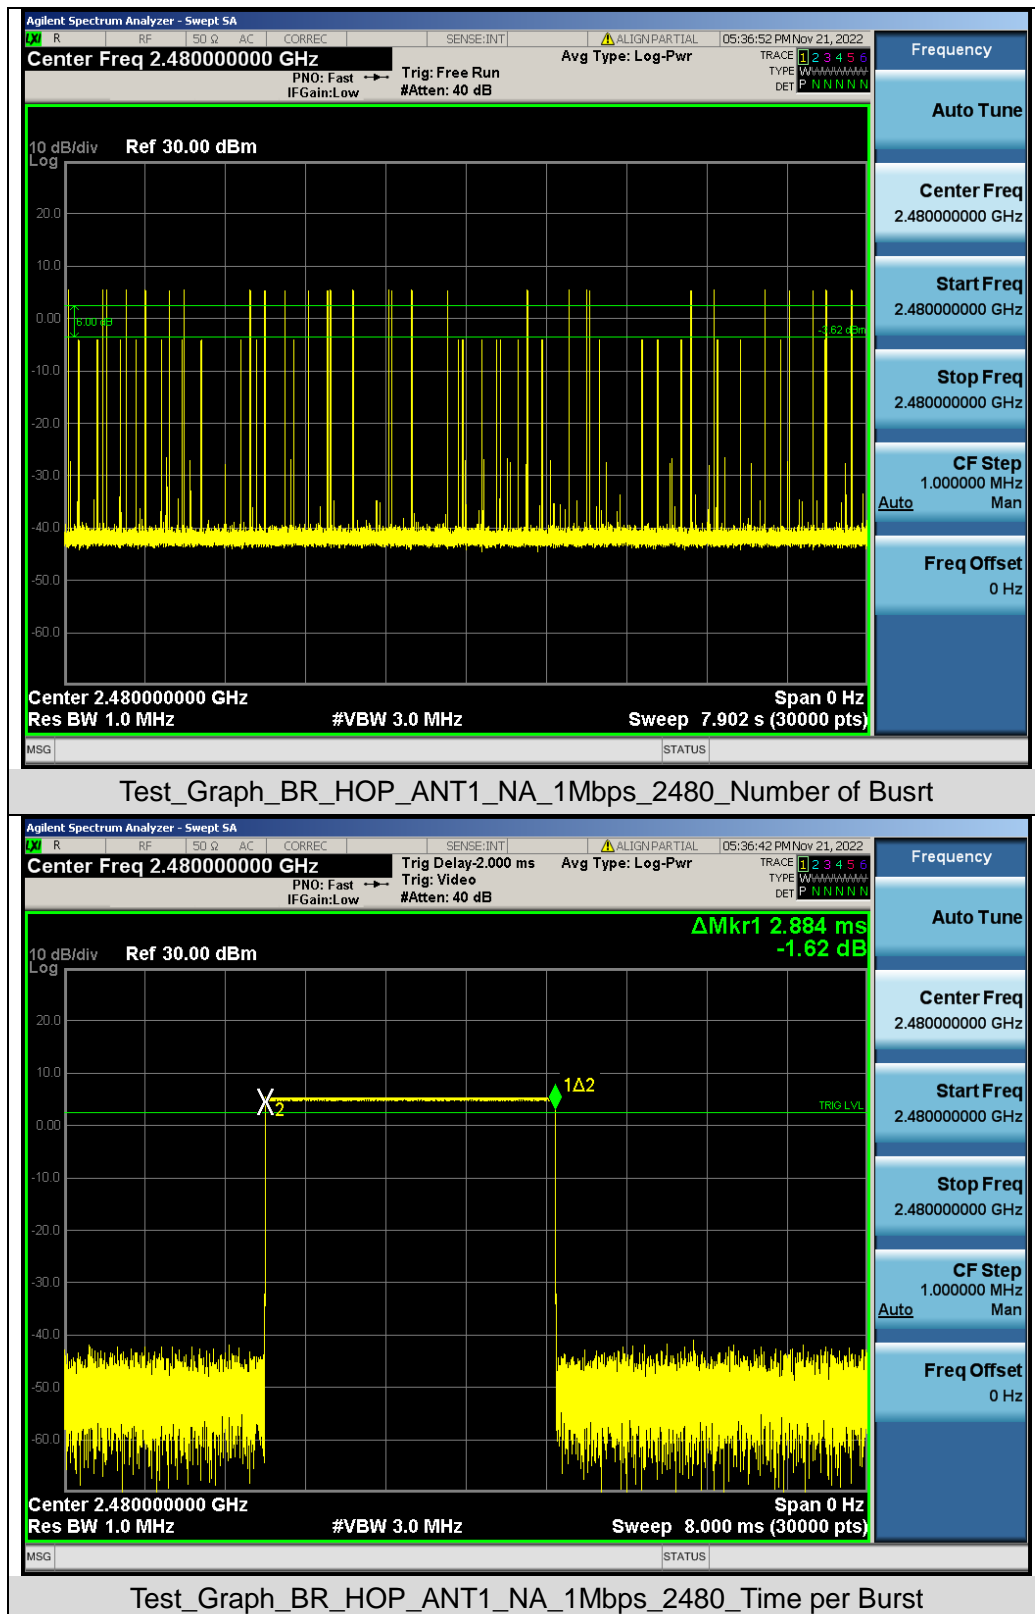 Agilent Spectrum Analyzer - Swept SA
LXI R RF 50 Ω AC CORREC SENSE:INT ALIGN PARTIAL 05:36:52 PM Nov 21, 2022
Center Freq 2.480000000 GHz
PNO: Fast
IFGain:Low
Trig: Free Run
#Atten: 40 dB
Avg Type: Log-Pwr
TRACE 1 2 3 4 5 6
TYPE WWWWWW
DET P N N N N N
Frequency
Auto Tune
Center Freq
2.480000000 GHz
Start Freq
2.480000000 GHz
Stop Freq
2.480000000 GHz
CF Step
1.000000 MHz
Auto Man
Freq Offset
0 Hz
10 dB/div Ref 30.00 dBm
Log
20.0
10.0
0.00
6.00 dB
-3.62 dBm
-10.0
-20.0
-30.0
-40.0
-50.0
-60.0
Center 2.480000000 GHz Span 0 Hz
Res BW 1.0 MHz #VBW 3.0 MHz Sweep 7.902 s (30000 pts)
MSG STATUS
Test_Graph_BR_HOP_ANT1_NA_1Mbps_2480_Number of Busrt
Agilent Spectrum Analyzer - Swept SA
LXI R RF 50 Ω AC CORREC SENSE:INT ALIGN PARTIAL 05:36:42 PM Nov 21, 2022
Center Freq 2.480000000 GHz
PNO: Fast
IFGain:Low
Trig Delay-2.000 ms
Trig: Video
#Atten: 40 dB
Avg Type: Log-Pwr
TRACE 1 2 3 4 5 6
TYPE WWWWWW
DET P N N N N N
Frequency
Auto Tune
Center Freq
2.480000000 GHz
Start Freq
2.480000000 GHz
Stop Freq
2.480000000 GHz
CF Step
1.000000 MHz
Auto Man
Freq Offset
0 Hz
ΔMkr1 2.884 ms
-1.62 dB
10 dB/div Ref 30.00 dBm
Log
20.0
10.0
1Δ2
X2
TRIG LVL
0.00
-10.0
-20.0
-30.0
-40.0
-50.0
-60.0
Center 2.480000000 GHz Span 0 Hz
Res BW 1.0 MHz #VBW 3.0 MHz Sweep 8.000 ms (30000 pts)
MSG STATUS
Test_Graph_BR_HOP_ANT1_NA_1Mbps_2480_Time per Burst